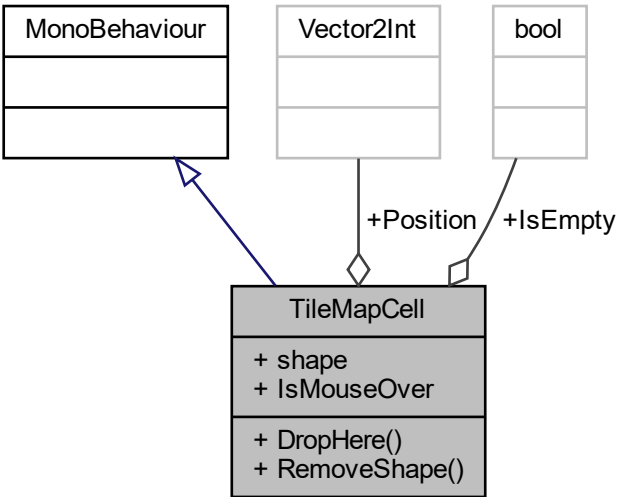 MonoBehaviour
Vector2Int
bool
+Position
+IsEmpty
TileMapCell
+ shape
+ IsMouseOver
+ DropHere()
+ RemoveShape()